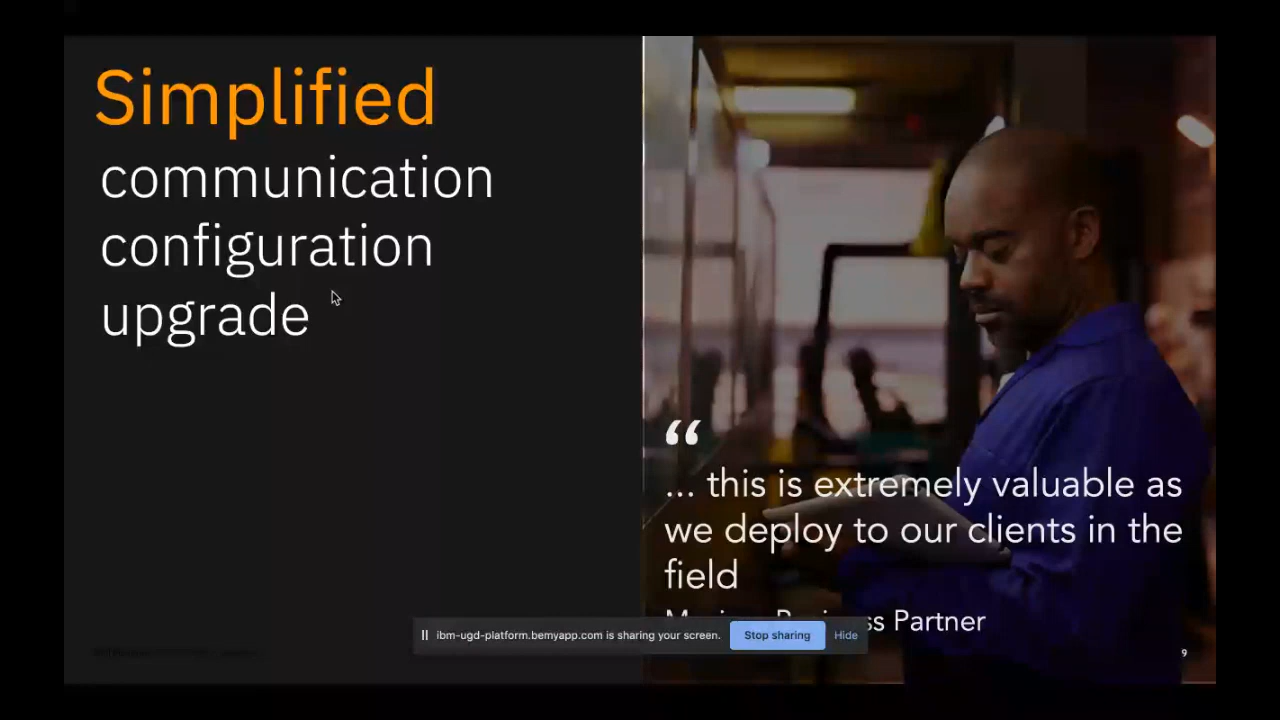 Simplified
communication
configuration
upgrade
“
... this is extremely valuable as
we deploy to our clients in the
field
Partner
ibm-ugd-platform.bemyapp.com is sharing your screen.
Stop sharing
Hide
9